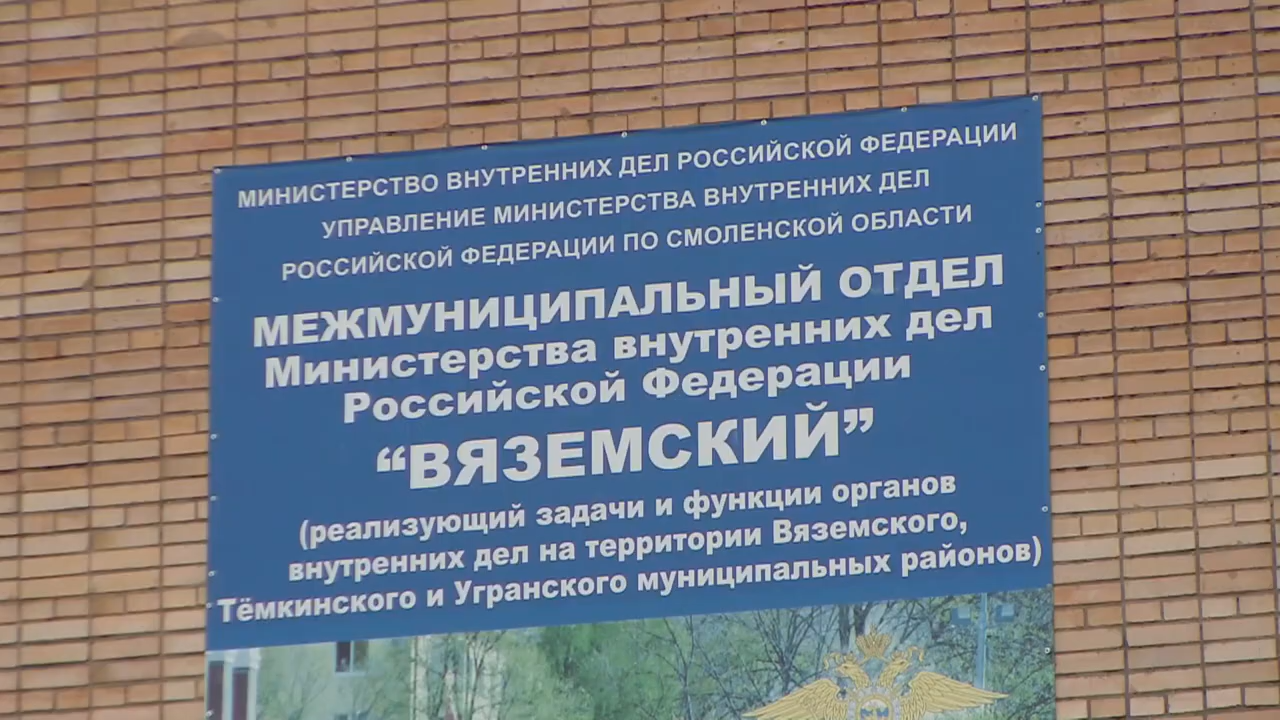 МИНИСТЕРСТВО ВНУТРЕННИХ ДЕЛ РОССИЙСКОЙ ФЕДЕРАЦИИ
УПРАВЛЕНИЕ МИНИСТЕРСТВА ВНУТРЕННИХ ДЕЛ
РОССИЙСКОЙ ФЕДЕРАЦИИ ПО СМОЛЕНСКОЙ ОБЛАСТИ
МЕЖМУНИЦИПАЛЬНЫЙ ОТДЕЛ
Министерства внутренних дел
Российской Федерации
“ВЯЗЕМСКИЙ”
(реализующий задачи и функции органов
внутренних дел на территории Вяземского,
Тёмкинского и Угранского муниципальных районов)